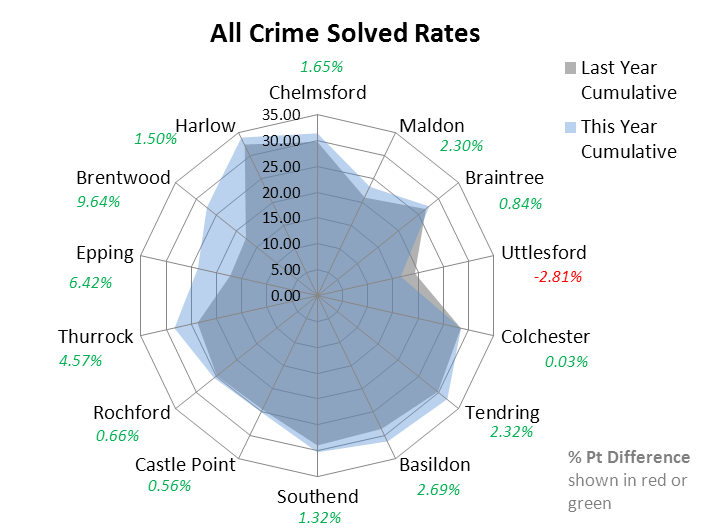 All Crime Solved Rates
1.65%
Chelmsford
Last Year
Cumulative
This Year
Cumulative
35.00
30.00
25.00
20.00
15.00
10.00
5.00
0.00
Maldon
2.30%
Braintree
0.84%
Uttlesford
-2.81%
Colchester
0.03%
Tendring
2.32%
Basildon
2.69%
Southend
1.32%
Castle Point
0.56%
Rochford
0.66%
Thurrock
4.57%
Epping
6.42%
Brentwood
9.64%
Harlow
1.50%
% Pt Difference
shown in red or
green